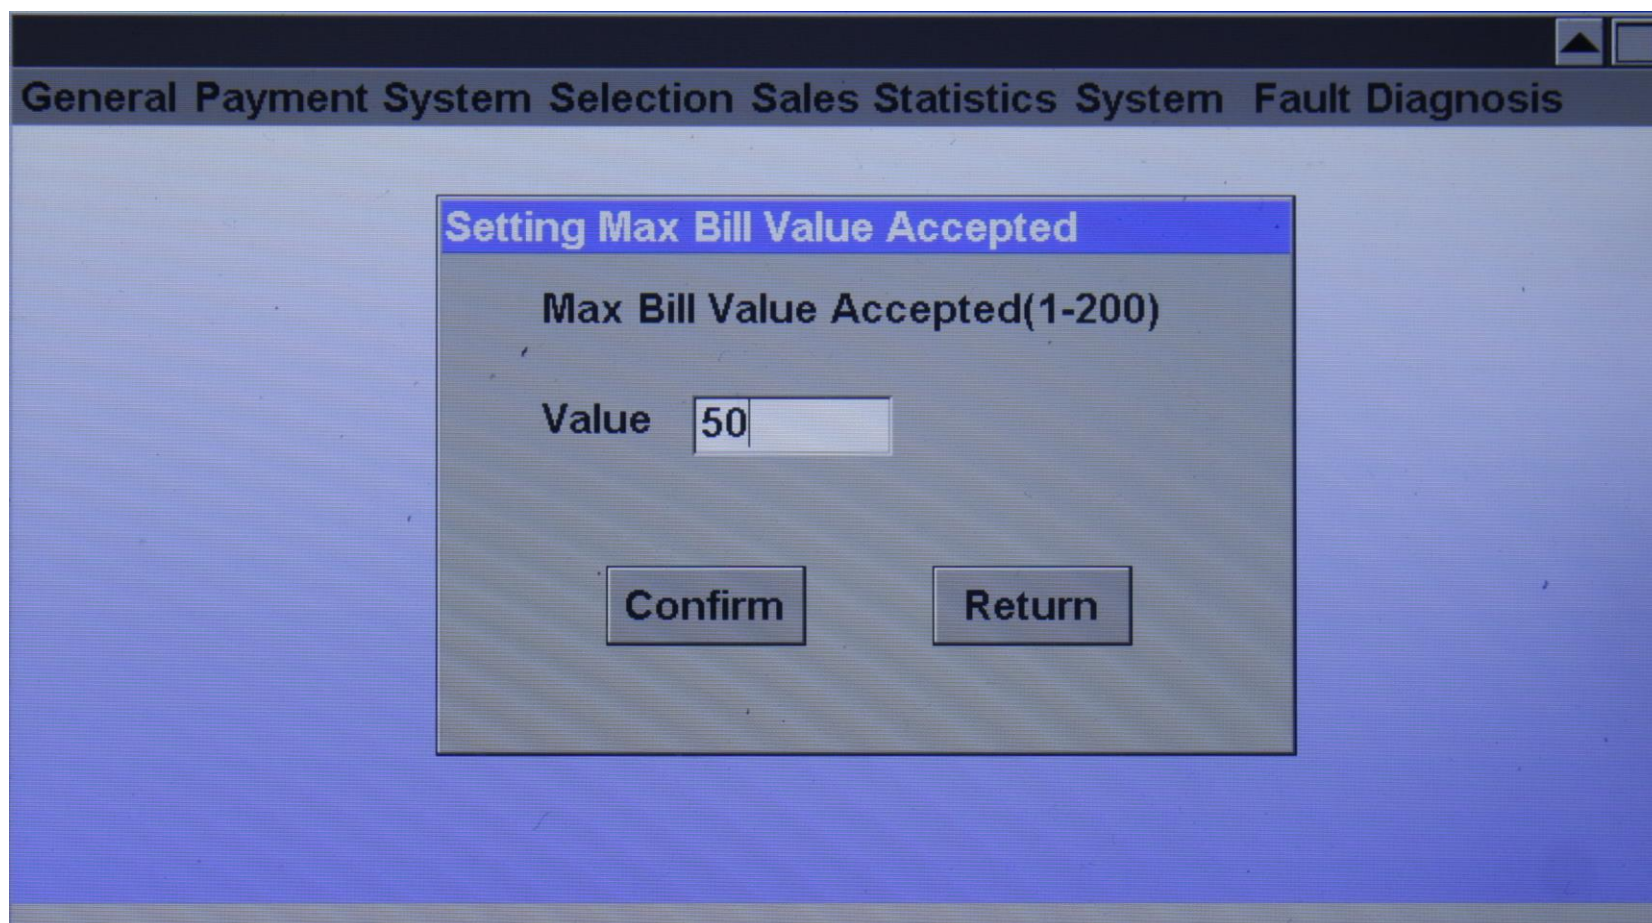 General Payment System Selection Sales Statistics System Fault Diagnosis
Setting Max Bill Value Accepted
Max Bill Value Accepted(1-200)
Value 50
Confirm Return